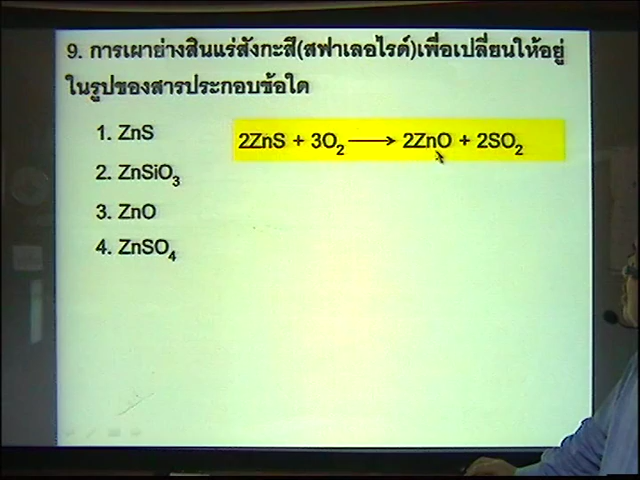 9. การเผาย่างสินแร่สังกะสี(สฟาเลอไรต์)เพื่อเปลี่ยนให้อยู่
ในรูปของสารประกอบข้อใด
1. ZnS
2ZnS + 3O₂ ⟶ 2ZnO + 2SO₂
2. ZnSiO₃
3. ZnO
4. ZnSO₄